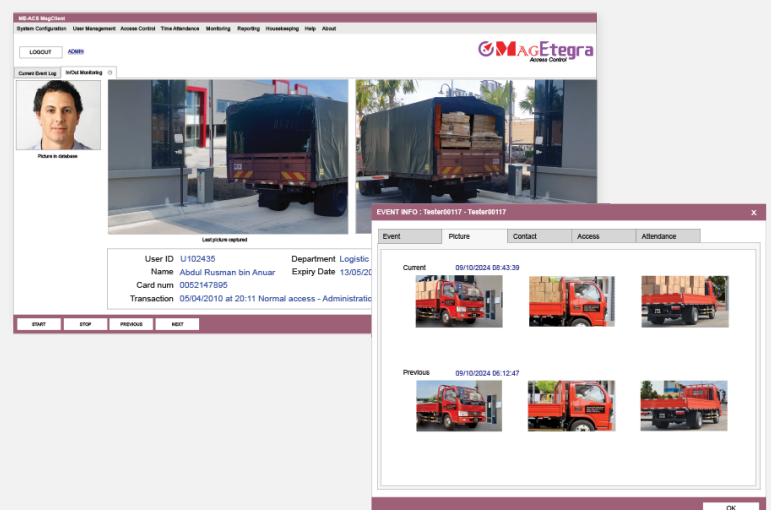 ME-ACS MagClient
System Configuration User Management Access Control Time Attendance Monitoring Reporting Housekeeping Help About
LOGOUT ADMIN
MAGEtegra
Access Control
Current Event Log In/Out Monitoring
Picture in database
Last picture captured
User ID U102435 Department Logistic
Name Abdul Rusman bin Anuar Expiry Date 13/05/20
Card num 0052147895
Transaction 05/04/2010 at 20:11 Normal access - Administratio
START STOP PREVIOUS NEXT
EVENT INFO : Tester00117 - Tester00117 X
Event Picture Contact Access Attendance
Current 09/10/2024 08:43:39
Previous 09/10/2024 06:12:47
OK